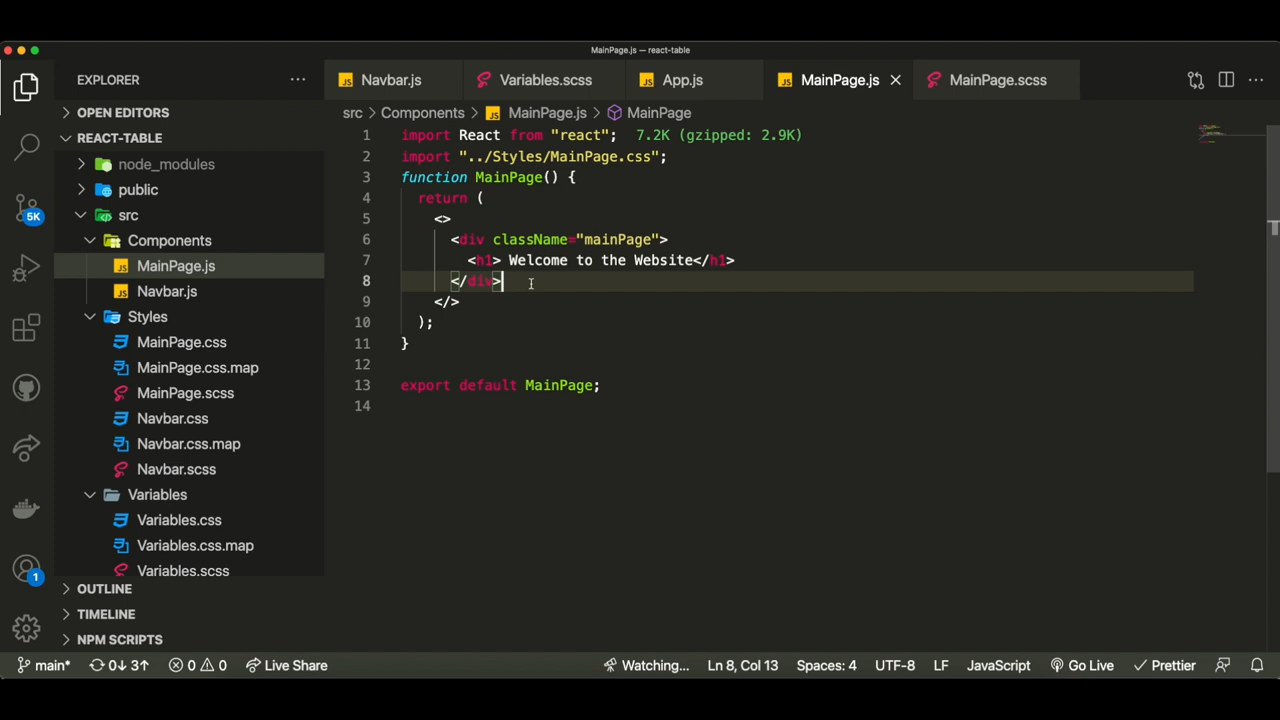 MainPage.js — react-table
EXPLORER
Navbar.js
Variables.scss
App.js
MainPage.js
MainPage.scss
OPEN EDITORS
src > Components > MainPage.js > MainPage
REACT-TABLE
node_modules
public
src
Components
MainPage.js
Navbar.js
Styles
MainPage.css
MainPage.css.map
MainPage.scss
Navbar.css
Navbar.css.map
Navbar.scss
Variables
Variables.css
Variables.css.map
Variables.scss
OUTLINE
TIMELINE
NPM SCRIPTS
5K
1
1 import React from "react"; 7.2K (gzipped: 2.9K)
2 import "../Styles/MainPage.css";
3 function MainPage() {
4 return (
5 <>
6 <div className="mainPage">
7 <h1> Welcome to the Website</h1>
8 </div>
9 </>
10 );
11 }
12
13 export default MainPage;
14
main* 0↓ 3↑ 0 0 Live Share Watching... Ln 8, Col 13 Spaces: 4 UTF-8 LF JavaScript Go Live Prettier